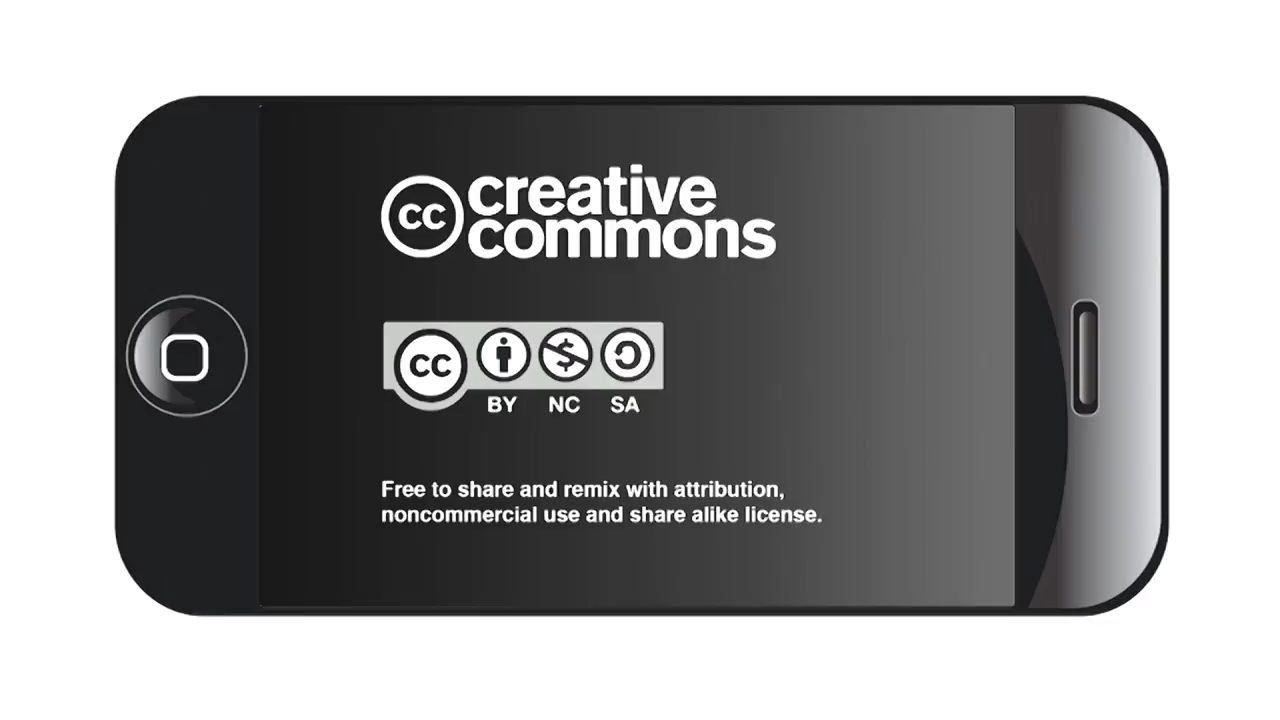 cc creative
commons
cc
BY NC SA
Free to share and remix with attribution,
noncommercial use and share alike license.